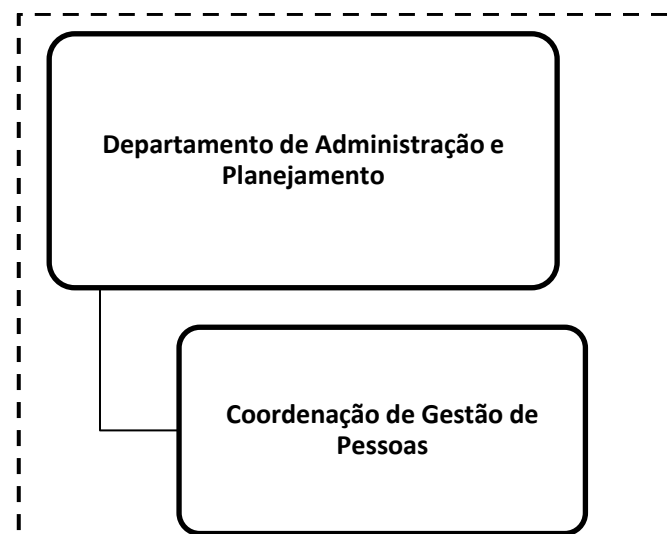 Departamento de Administração e
Planejamento
Coordenação de Gestão de
Pessoas